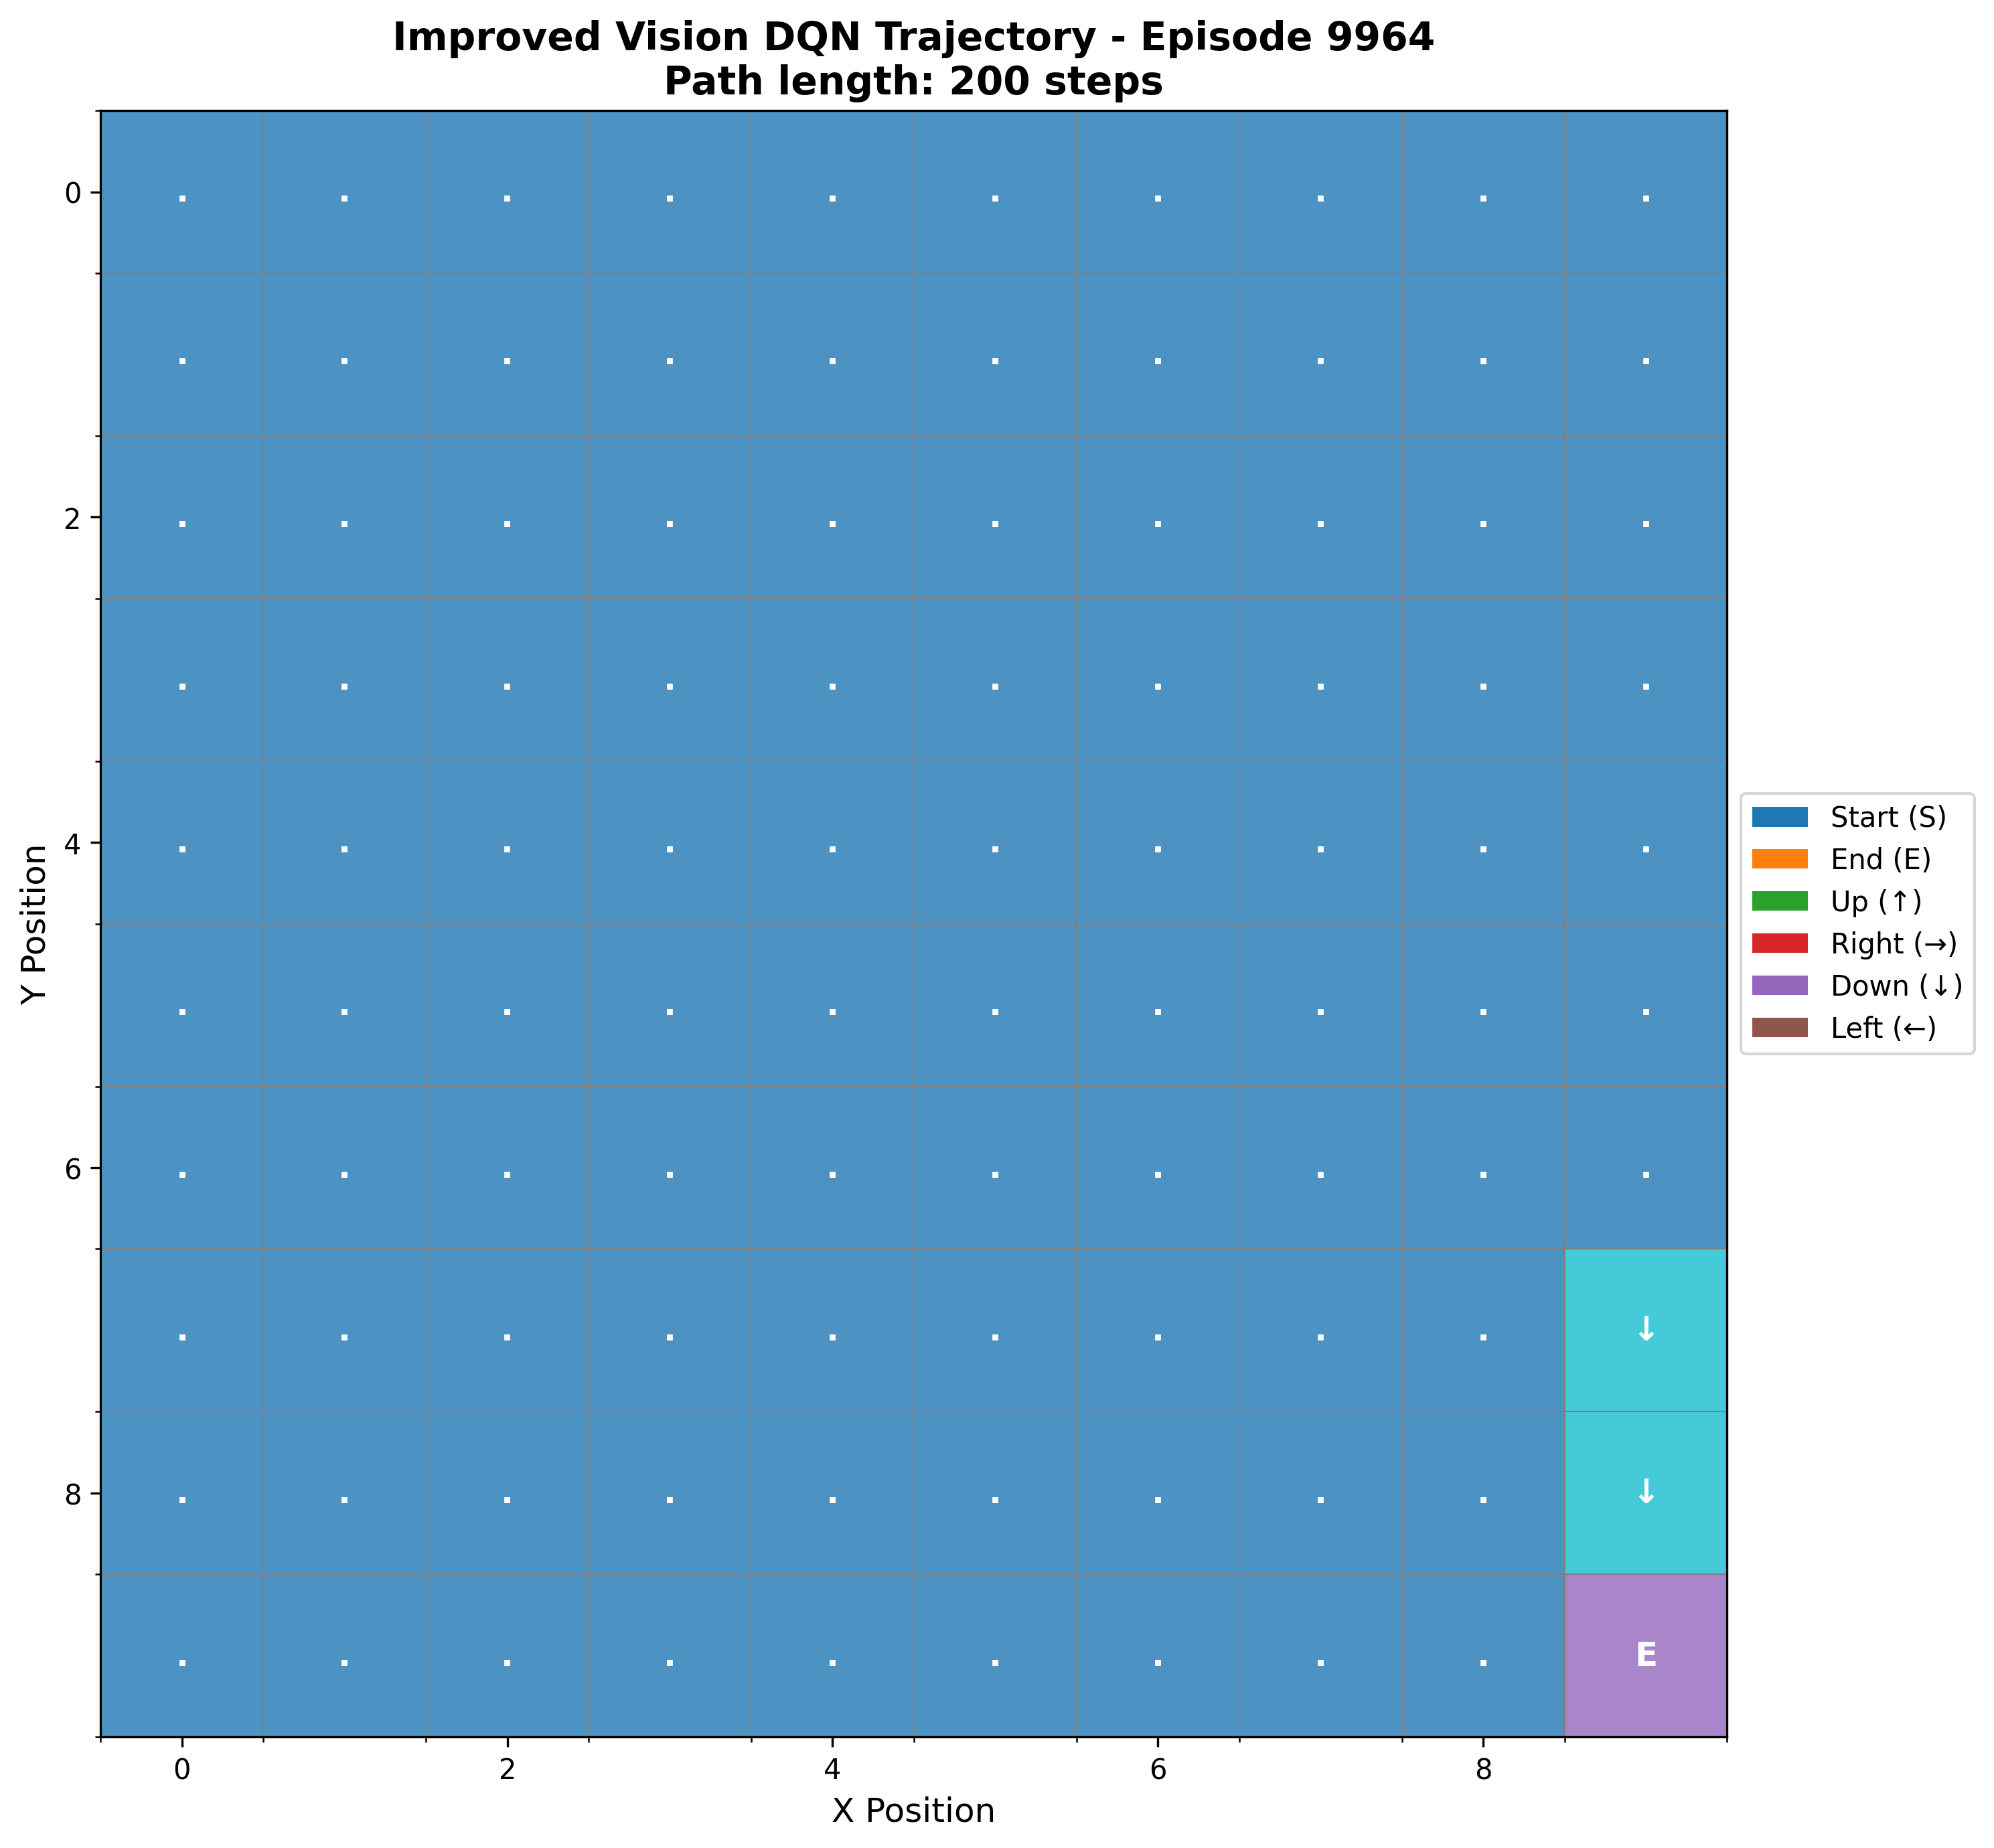 Improved Vision DQN Trajectory - Episode 9964
Path length: 200 steps
0
2
4
6
8
Y Position
↓
↓
E
0 2 4 6 8
X Position
Start (S)
End (E)
Up (↑)
Right (→)
Down (↓)
Left (←)